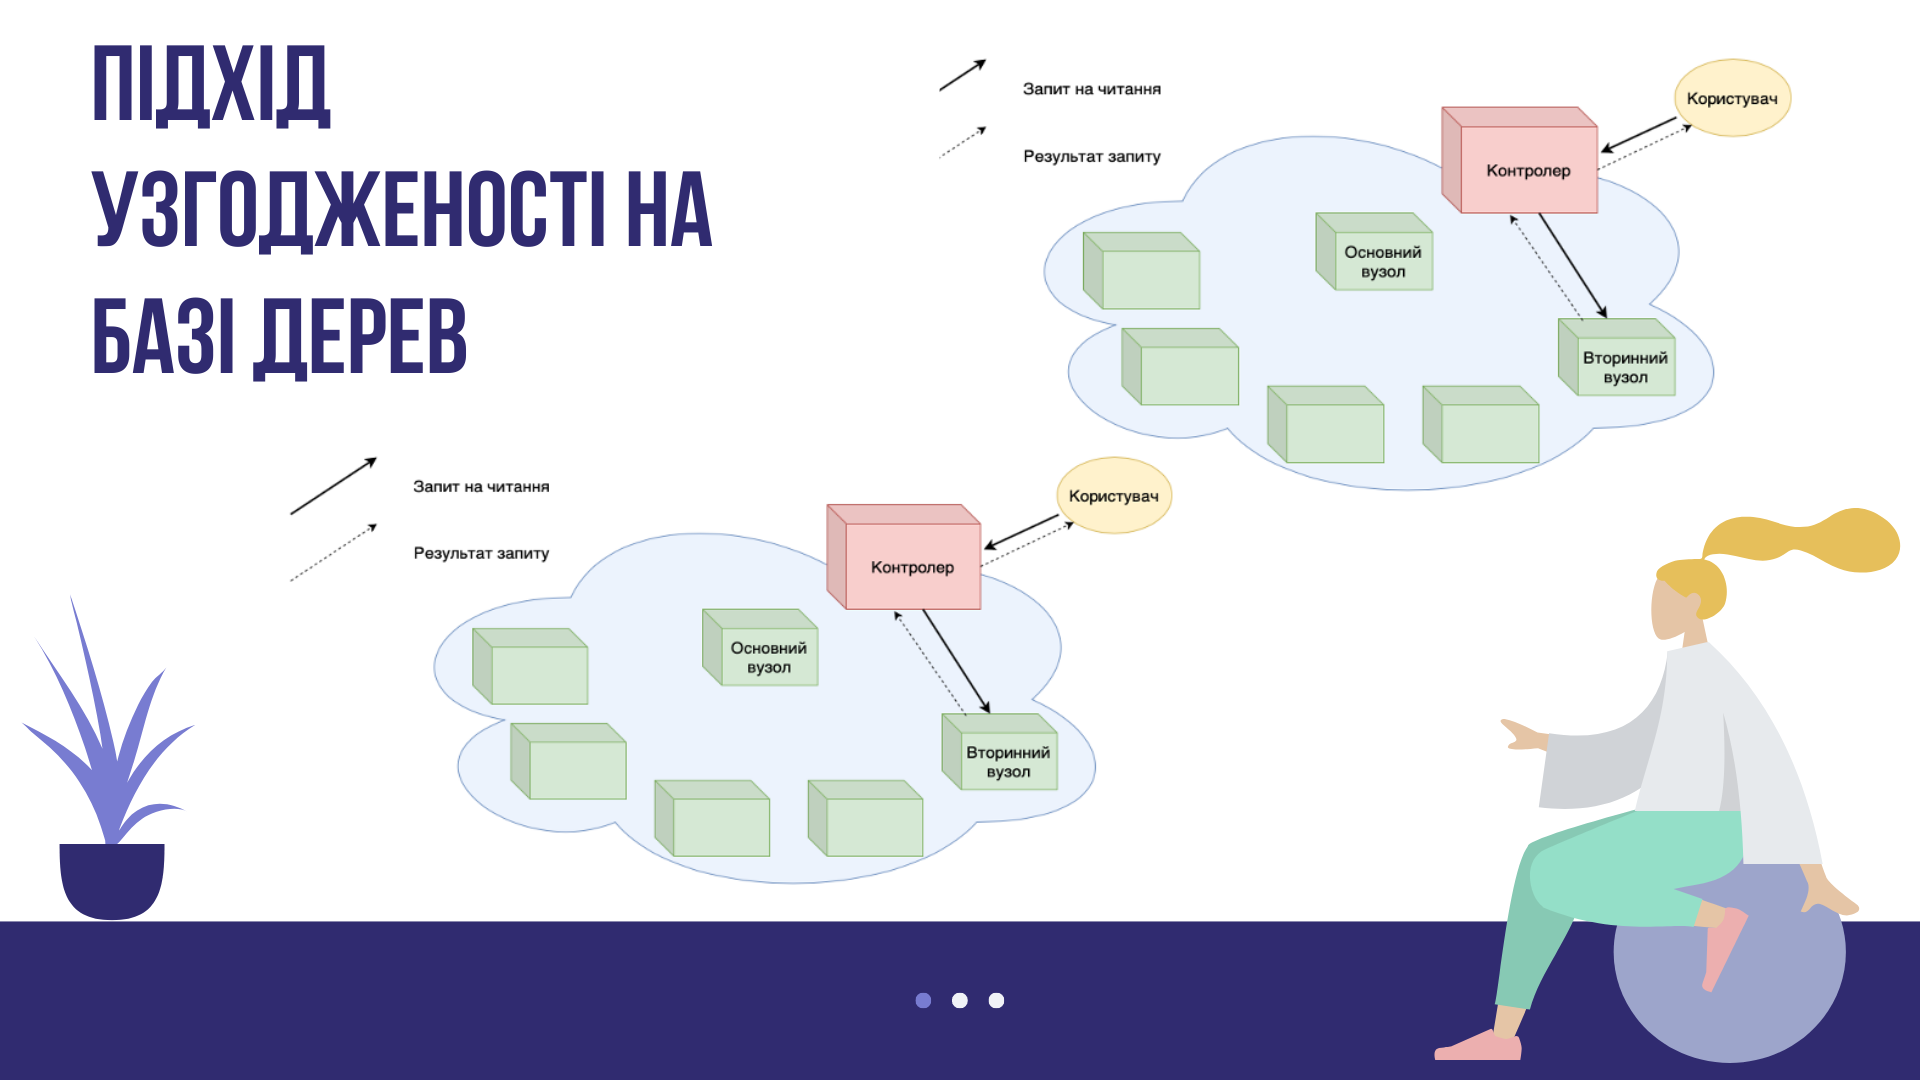 ПІДХІД
УЗГОДЖЕНОСТІ НА
БАЗІ ДЕРЕВ
Запит на читання
Результат запиту
Користувач
Контролер
Основний
вузол
Вторинний
вузол
Запит на читання
Результат запиту
Користувач
Контролер
Основний
вузол
Вторинний
вузол